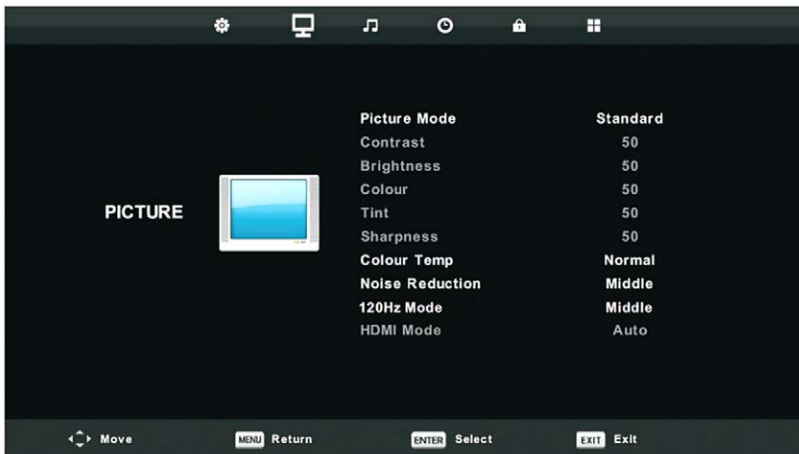 Picture Mode Standard
Contrast 50
Brightness 50
Colour 50
PICTURE
Tint 50
Sharpness 50
Colour Temp Normal
Noise Reduction Middle
120Hz Mode Middle
HDMI Mode Auto
Move MENU Return ENTER Select EXIT Exit